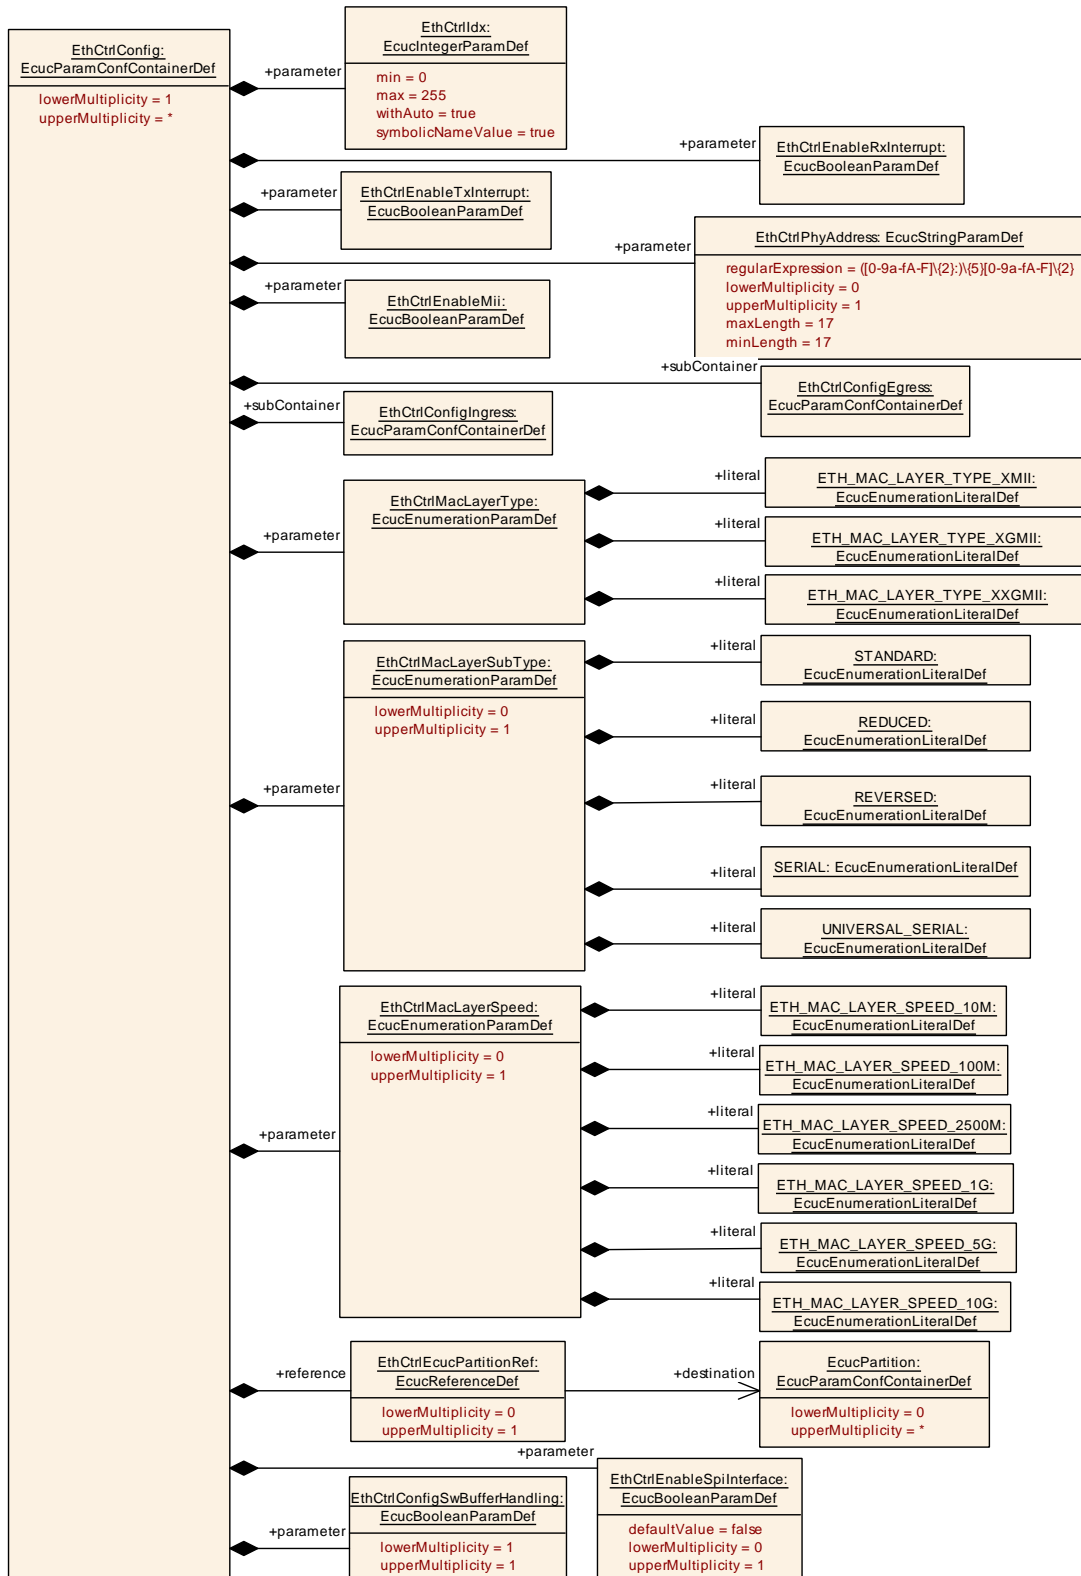 EthCtrlConfig:
EcucParamConfContainerDef
lowerMultiplicity = 1
upperMultiplicity = *
+parameter
EthCtrlIdx:
EcucIntegerParamDef
min = 0
max = 255
withAuto = true
symbolicNameValue = true
+parameter
EthCtrlEnableRxInterrupt:
EcucBooleanParamDef
+parameter
EthCtrlEnableTxInterrupt:
EcucBooleanParamDef
+parameter
EthCtrlPhyAddress: EcucStringParamDef
regularExpression = ([0-9a-fA-F]\{2}:)\{5}[0-9a-fA-F]\{2}
lowerMultiplicity = 0
upperMultiplicity = 1
maxLength = 17
minLength = 17
+parameter
EthCtrlEnableMii:
EcucBooleanParamDef
+subContainer
EthCtrlConfigEgress:
EcucParamConfContainerDef
+subContainer
EthCtrlConfigIngress:
EcucParamConfContainerDef
+parameter
EthCtrlMacLayerType:
EcucEnumerationParamDef
+literal
ETH_MAC_LAYER_TYPE_XMII:
EcucEnumerationLiteralDef
+literal
ETH_MAC_LAYER_TYPE_XGMII:
EcucEnumerationLiteralDef
+literal
ETH_MAC_LAYER_TYPE_XXGMII:
EcucEnumerationLiteralDef
+parameter
EthCtrlMacLayerSubType:
EcucEnumerationParamDef
lowerMultiplicity = 0
upperMultiplicity = 1
+literal
STANDARD:
EcucEnumerationLiteralDef
+literal
REDUCED:
EcucEnumerationLiteralDef
+literal
REVERSED:
EcucEnumerationLiteralDef
+literal
SERIAL: EcucEnumerationLiteralDef
+literal
UNIVERSAL_SERIAL:
EcucEnumerationLiteralDef
+parameter
EthCtrlMacLayerSpeed:
EcucEnumerationParamDef
lowerMultiplicity = 0
upperMultiplicity = 1
+literal
ETH_MAC_LAYER_SPEED_10M:
EcucEnumerationLiteralDef
+literal
ETH_MAC_LAYER_SPEED_100M:
EcucEnumerationLiteralDef
+literal
ETH_MAC_LAYER_SPEED_2500M:
EcucEnumerationLiteralDef
+literal
ETH_MAC_LAYER_SPEED_1G:
EcucEnumerationLiteralDef
+literal
ETH_MAC_LAYER_SPEED_5G:
EcucEnumerationLiteralDef
+literal
ETH_MAC_LAYER_SPEED_10G:
EcucEnumerationLiteralDef
+reference
EthCtrlEcucPartitionRef:
EcucReferenceDef
lowerMultiplicity = 0
upperMultiplicity = 1
+destination
EcucPartition:
EcucParamConfContainerDef
lowerMultiplicity = 0
upperMultiplicity = *
+parameter
EthCtrlEnableSpiInterface:
EcucBooleanParamDef
defaultValue = false
lowerMultiplicity = 0
upperMultiplicity = 1
+parameter
EthCtrlConfigSwBufferHandling:
EcucBooleanParamDef
lowerMultiplicity = 1
upperMultiplicity = 1